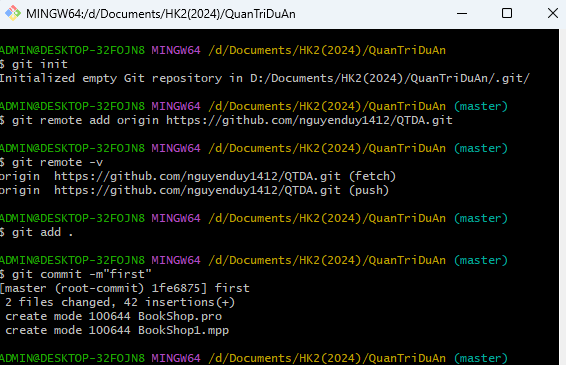 MINGW64:/d/Documents/HK2(2024)/QuanTriDuAn
ADMIN@DESKTOP-32FOJN8 MINGW64 /d/Documents/HK2(2024)/QuanTriDuAn
$ git init
Initialized empty Git repository in D:/Documents/HK2(2024)/QuanTriDuAn/.git/
ADMIN@DESKTOP-32FOJN8 MINGW64 /d/Documents/HK2(2024)/QuanTriDuAn (master)
$ git remote add origin https://github.com/nguyenduy1412/QTDA.git
ADMIN@DESKTOP-32FOJN8 MINGW64 /d/Documents/HK2(2024)/QuanTriDuAn (master)
$ git remote -v
origin  https://github.com/nguyenduy1412/QTDA.git (fetch)
origin  https://github.com/nguyenduy1412/QTDA.git (push)
ADMIN@DESKTOP-32FOJN8 MINGW64 /d/Documents/HK2(2024)/QuanTriDuAn (master)
$ git add .
ADMIN@DESKTOP-32FOJN8 MINGW64 /d/Documents/HK2(2024)/QuanTriDuAn (master)
$ git commit -m"first"
[master (root-commit) 1fe6875] first
2 files changed, 42 insertions(+)
create mode 100644 BookShop.pro
create mode 100644 BookShop1.mpp
ADMIN@DESKTOP-32FOJN8 MINGW64 /d/Documents/HK2(2024)/QuanTriDuAn (master)